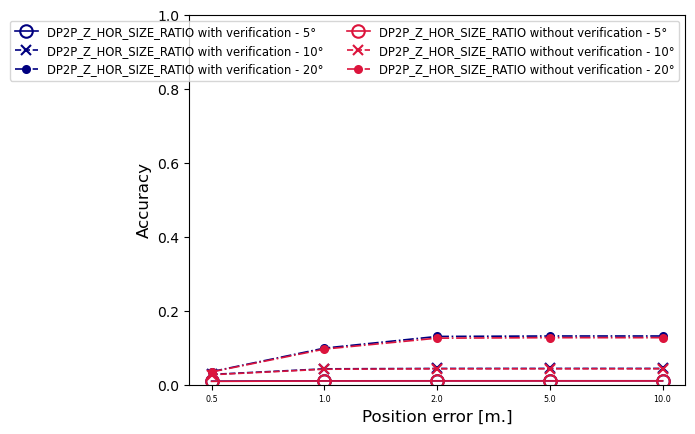 1.0
DP2P_Z_HOR_SIZE_RATIO with verification - 5°
DP2P_Z_HOR_SIZE_RATIO with verification - 10°
DP2P_Z_HOR_SIZE_RATIO with verification - 20°
DP2P_Z_HOR_SIZE_RATIO without verification - 5°
DP2P_Z_HOR_SIZE_RATIO without verification - 10°
DP2P_Z_HOR_SIZE_RATIO without verification - 20°
0.8
0.6
0.4
0.2
0.0
Accuracy
0.5 1.0 2.0 5.0 10.0
Position error [m.]